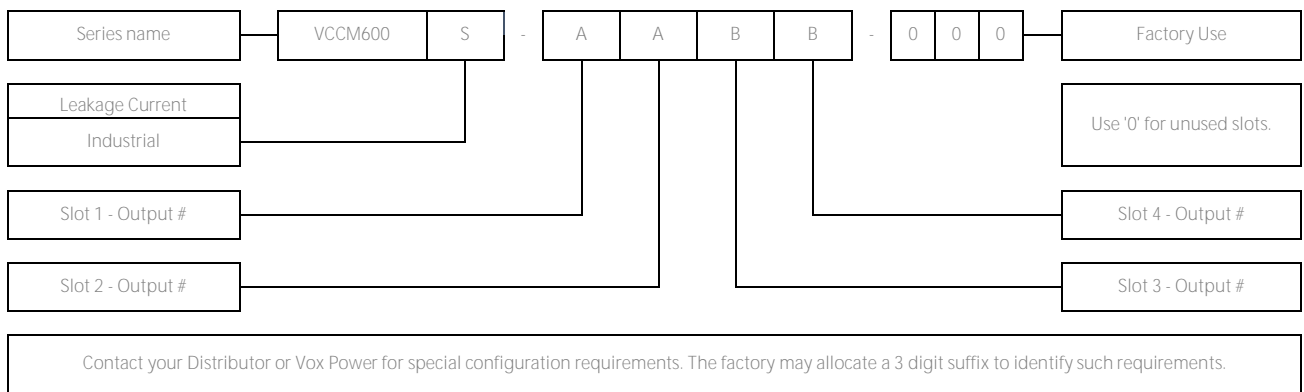 Series name
VCCM600 S - A A B B - 0 0 0
Factory Use
Leakage Current
Industrial
Use '0' for unused slots.
Slot 1 - Output #
Slot 4 - Output #
Slot 2 - Output #
Slot 3 - Output #
Contact your Distributor or Vox Power for special configuration requirements. The factory may allocate a 3 digit suffix to identify such requirements.